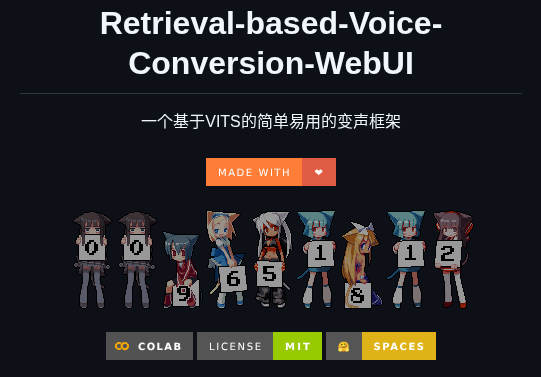 Retrieval-based-Voice-
Conversion-WebUI
一个基于VITS的简单易用的变声框架
MADE WITH ❤
0 0 9 6 5 1 8 1 2
COLAB LICENSE MIT 🤗 SPACES